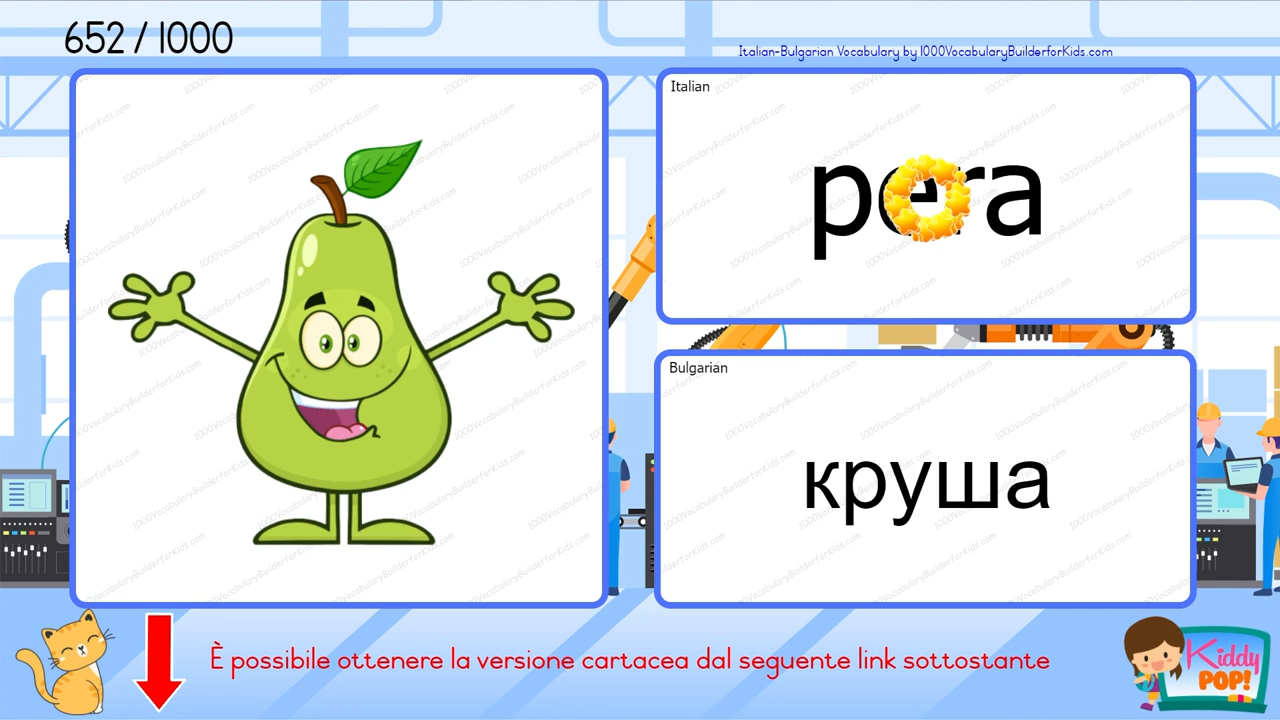 652 / 1000
Italian-Bulgarian Vocabulary by 1000VocabularyBuilderforKids.com
Italian
pera
Bulgarian
круша
È possibile ottenere la versione cartacea dal seguente link sottostante
Kiddy
POP!